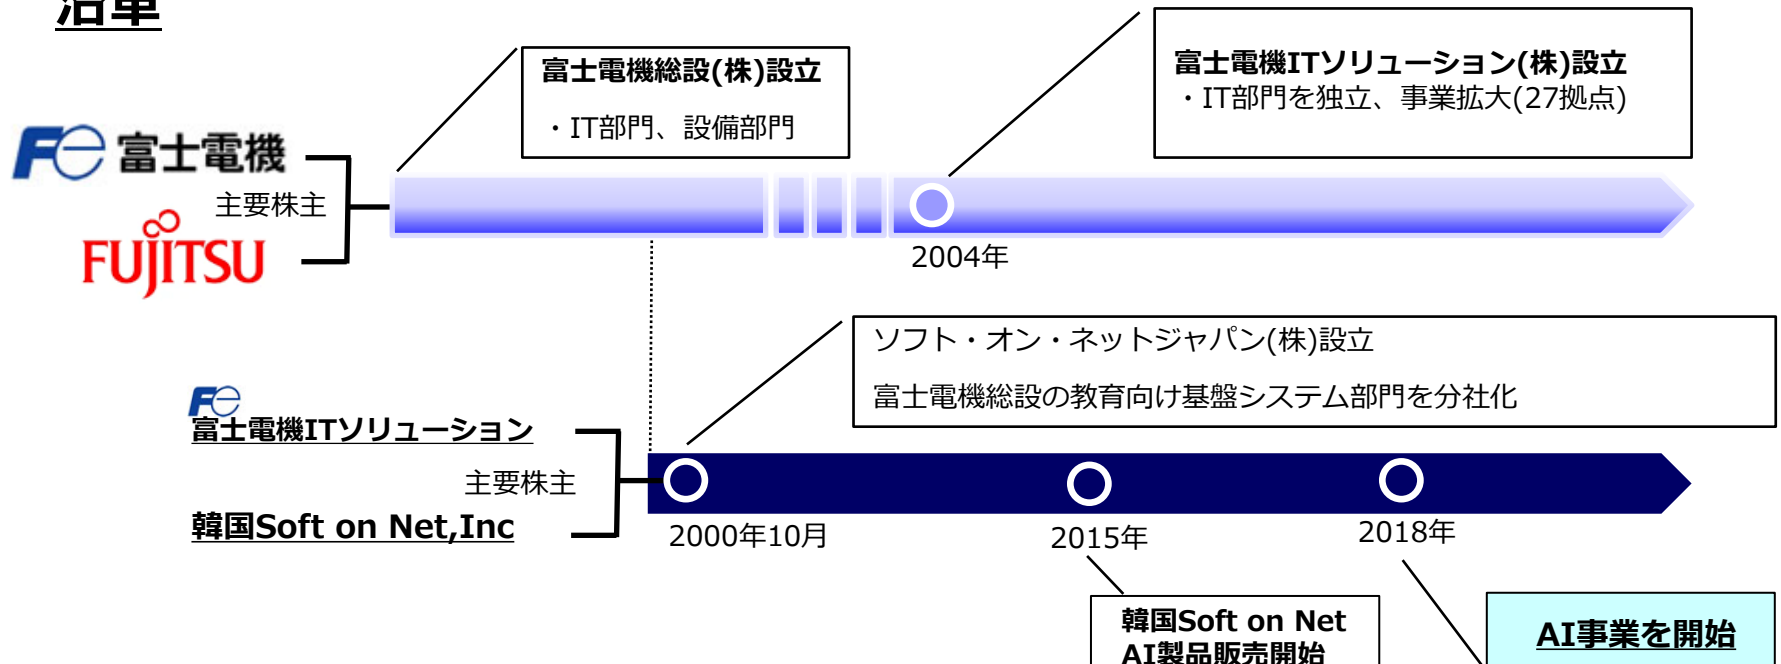 沿革
富士電機総設(株)設立
・IT部門、設備部門
富士電機ITソリューション(株)設立
・IT部門を独立、事業拡大(27拠点)
Fe 富士電機
主要株主
FUJITSU
2004年
ソフト・オン・ネットジャパン(株)設立
富士電機総設の教育向け基盤システム部門を分社化
Fe
富士電機ITソリューション
主要株主
韓国Soft on Net,Inc
2000年10月
2015年
2018年
韓国Soft on Net
AI製品販売開始
AI事業を開始